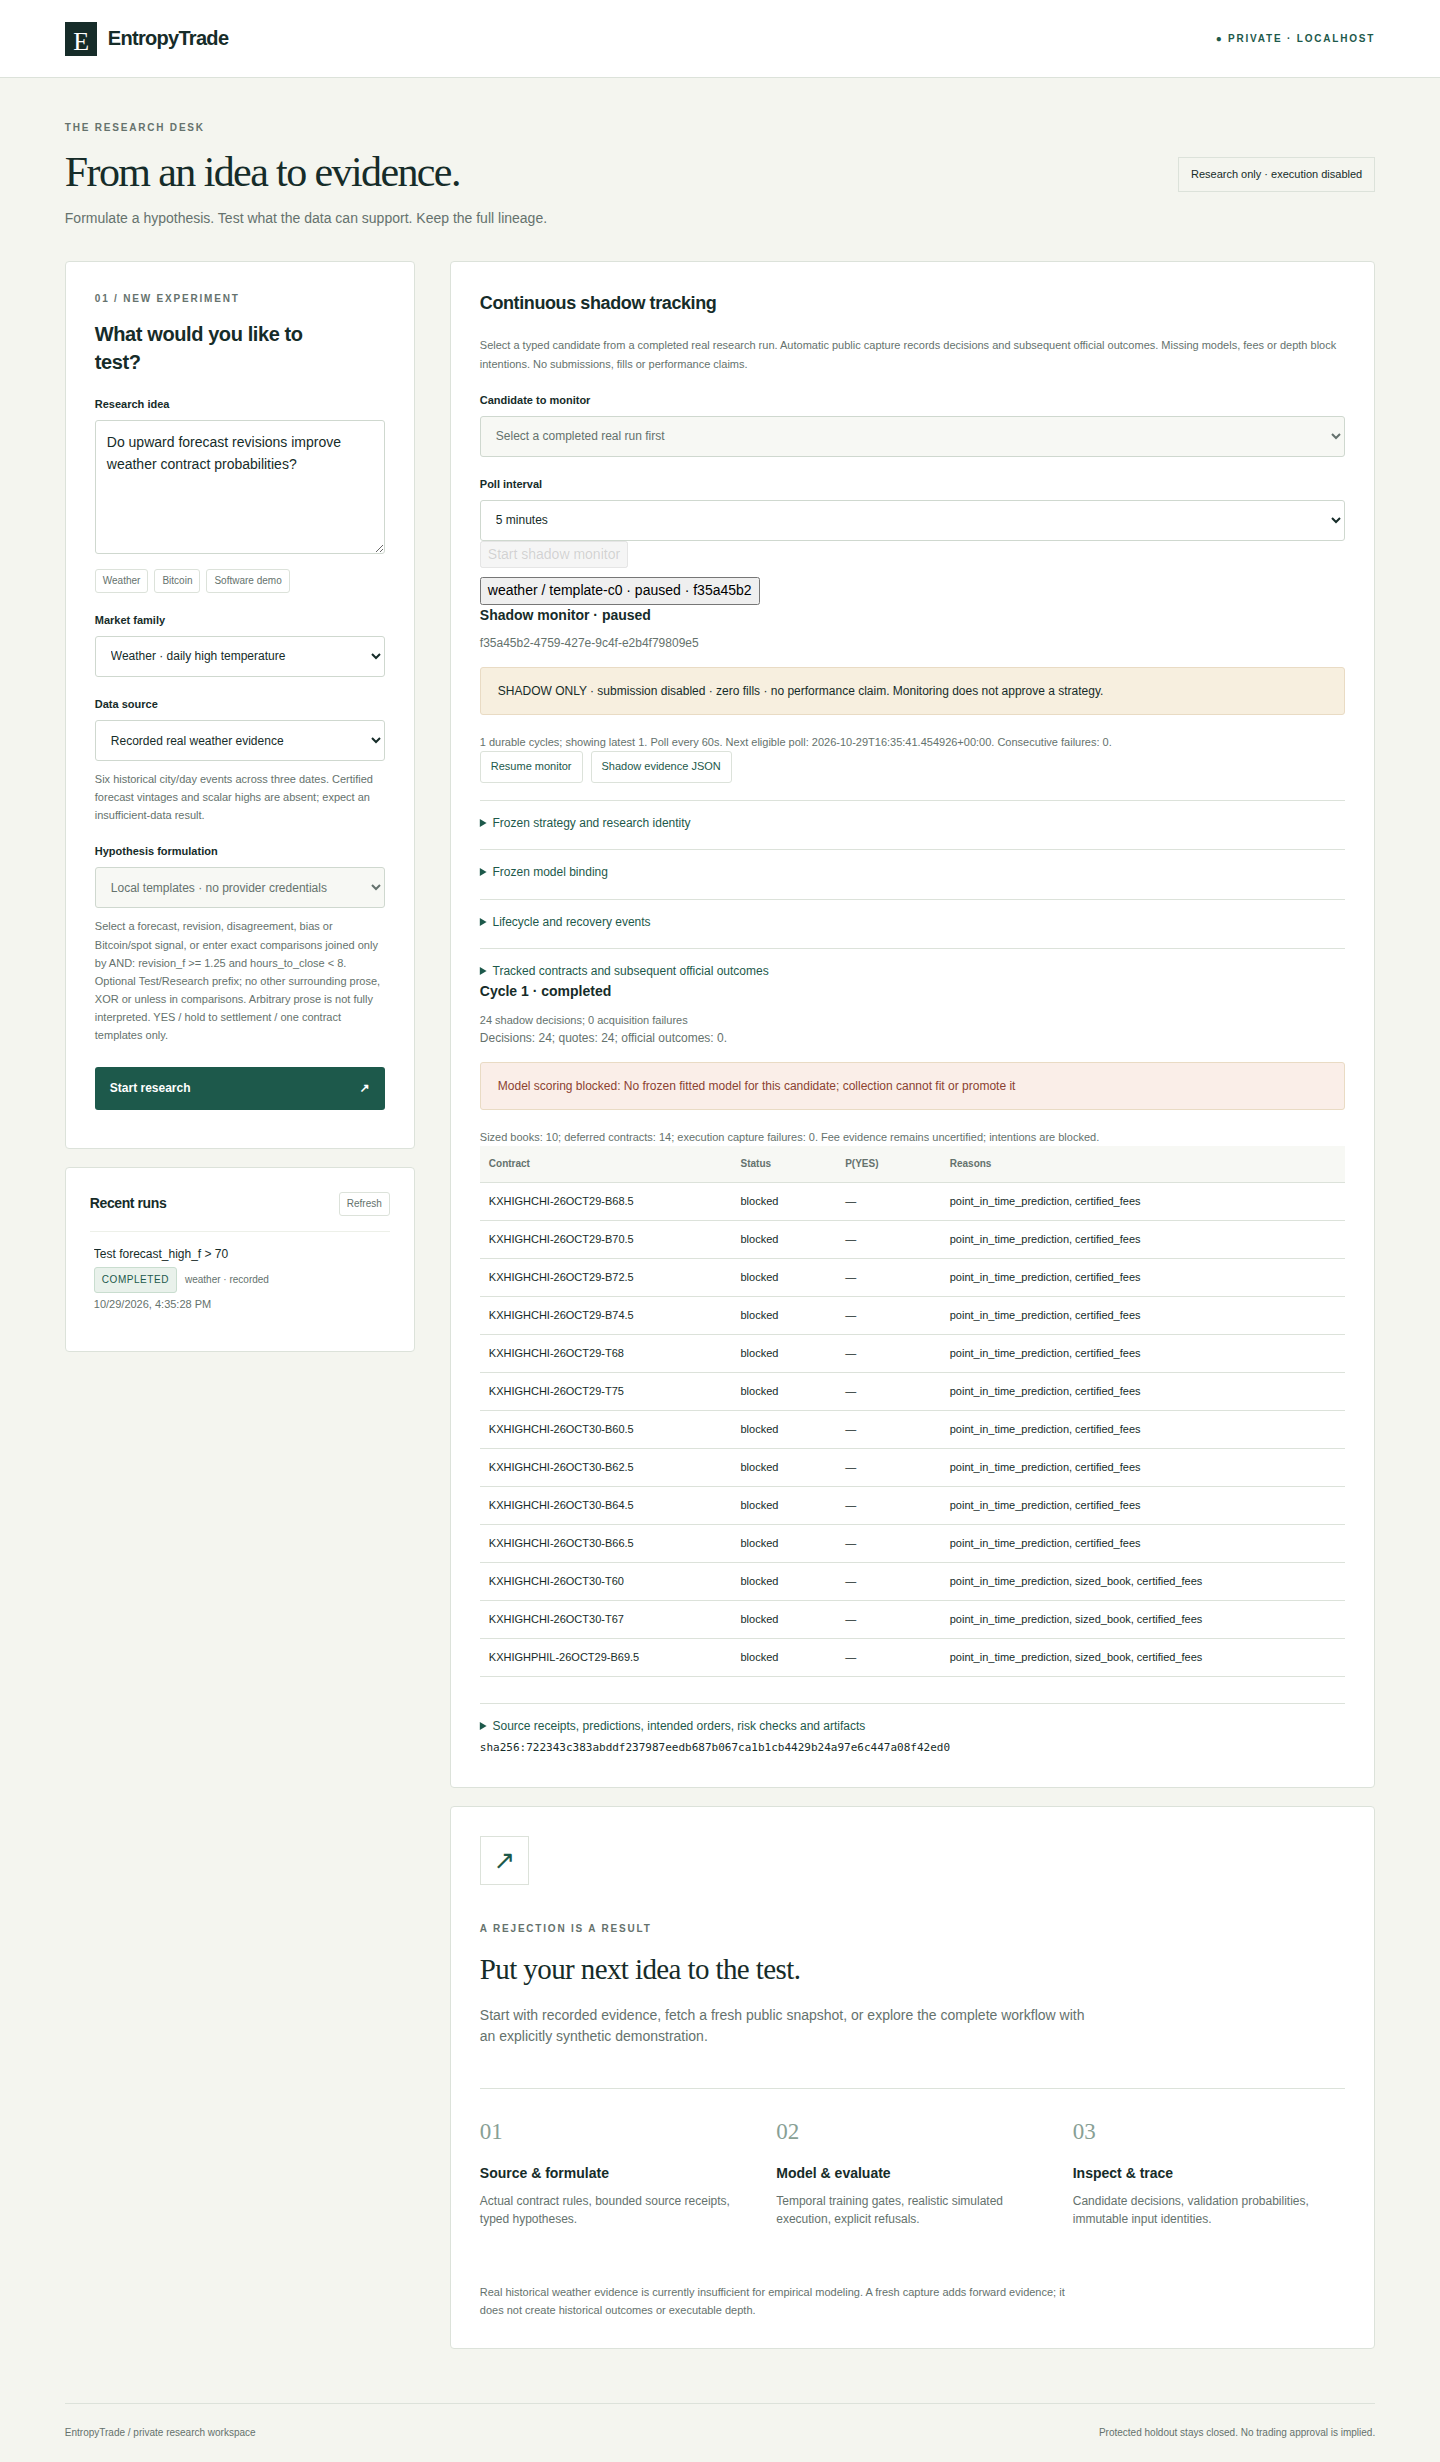 E EntropyTrade
● PRIVATE · LOCALHOST
THE RESEARCH DESK
From an idea to evidence.
Research only · execution disabled
Formulate a hypothesis. Test what the data can support. Keep the full lineage.
01 / NEW EXPERIMENT
What would you like to
test?
Research idea
Do upward forecast revisions improve
weather contract probabilities?
Weather Bitcoin Software demo
Market family
Weather · daily high temperature
Data source
Recorded real weather evidence
Six historical city/day events across three dates. Certified
forecast vintages and scalar highs are absent; expect an
insufficient-data result.
Hypothesis formulation
Local templates · no provider credentials
Select a forecast, revision, disagreement, bias or
Bitcoin/spot signal, or enter exact comparisons joined only
by AND: revision_f >= 1.25 and hours_to_close < 8.
Optional Test/Research prefix; no other surrounding prose,
XOR or unless in comparisons. Arbitrary prose is not fully
interpreted. YES / hold to settlement / one contract
templates only.
Start research ↗
Recent runs Refresh
Test forecast_high_f > 70
COMPLETED weather · recorded
10/29/2026, 4:35:28 PM
Continuous shadow tracking
Select a typed candidate from a completed real research run. Automatic public capture records decisions and subsequent official outcomes. Missing models, fees or depth block
intentions. No submissions, fills or performance claims.
Candidate to monitor
Select a completed real run first
Poll interval
5 minutes
Start shadow monitor
weather / template-c0 · paused · f35a45b2
Shadow monitor · paused
f35a45b2-4759-427e-9c4f-e2b4f79809e5
SHADOW ONLY · submission disabled · zero fills · no performance claim. Monitoring does not approve a strategy.
1 durable cycles; showing latest 1. Poll every 60s. Next eligible poll: 2026-10-29T16:35:41.454926+00:00. Consecutive failures: 0.
Resume monitor Shadow evidence JSON
▶ Frozen strategy and research identity
▶ Frozen model binding
▶ Lifecycle and recovery events
▶ Tracked contracts and subsequent official outcomes
Cycle 1 · completed
24 shadow decisions; 0 acquisition failures
Decisions: 24; quotes: 24; official outcomes: 0.
Model scoring blocked: No frozen fitted model for this candidate; collection cannot fit or promote it
Sized books: 10; deferred contracts: 14; execution capture failures: 0. Fee evidence remains uncertified; intentions are blocked.
Contract Status P(YES) Reasons
KXHIGHCHI-26OCT29-B68.5 blocked — point_in_time_prediction, certified_fees
KXHIGHCHI-26OCT29-B70.5 blocked — point_in_time_prediction, certified_fees
KXHIGHCHI-26OCT29-B72.5 blocked — point_in_time_prediction, certified_fees
KXHIGHCHI-26OCT29-B74.5 blocked — point_in_time_prediction, certified_fees
KXHIGHCHI-26OCT29-T68 blocked — point_in_time_prediction, certified_fees
KXHIGHCHI-26OCT29-T75 blocked — point_in_time_prediction, certified_fees
KXHIGHCHI-26OCT30-B60.5 blocked — point_in_time_prediction, certified_fees
KXHIGHCHI-26OCT30-B62.5 blocked — point_in_time_prediction, certified_fees
KXHIGHCHI-26OCT30-B64.5 blocked — point_in_time_prediction, certified_fees
KXHIGHCHI-26OCT30-B66.5 blocked — point_in_time_prediction, certified_fees
KXHIGHCHI-26OCT30-T60 blocked — point_in_time_prediction, sized_book, certified_fees
KXHIGHCHI-26OCT30-T67 blocked — point_in_time_prediction, sized_book, certified_fees
KXHIGHPHIL-26OCT29-B69.5 blocked — point_in_time_prediction, sized_book, certified_fees
▶ Source receipts, predictions, intended orders, risk checks and artifacts
sha256:722343c383abddf237987eedb687b067ca1b1cb4429b24a97e6c447a08f42ed0
↗
A REJECTION IS A RESULT
Put your next idea to the test.
Start with recorded evidence, fetch a fresh public snapshot, or explore the complete workflow with
an explicitly synthetic demonstration.
01 02 03
Source & formulate Model & evaluate Inspect & trace
Actual contract rules, bounded source receipts, Temporal training gates, realistic simulated Candidate decisions, validation probabilities,
typed hypotheses. execution, explicit refusals. immutable input identities.
Real historical weather evidence is currently insufficient for empirical modeling. A fresh capture adds forward evidence; it
does not create historical outcomes or executable depth.
EntropyTrade / private research workspace
Protected holdout stays closed. No trading approval is implied.